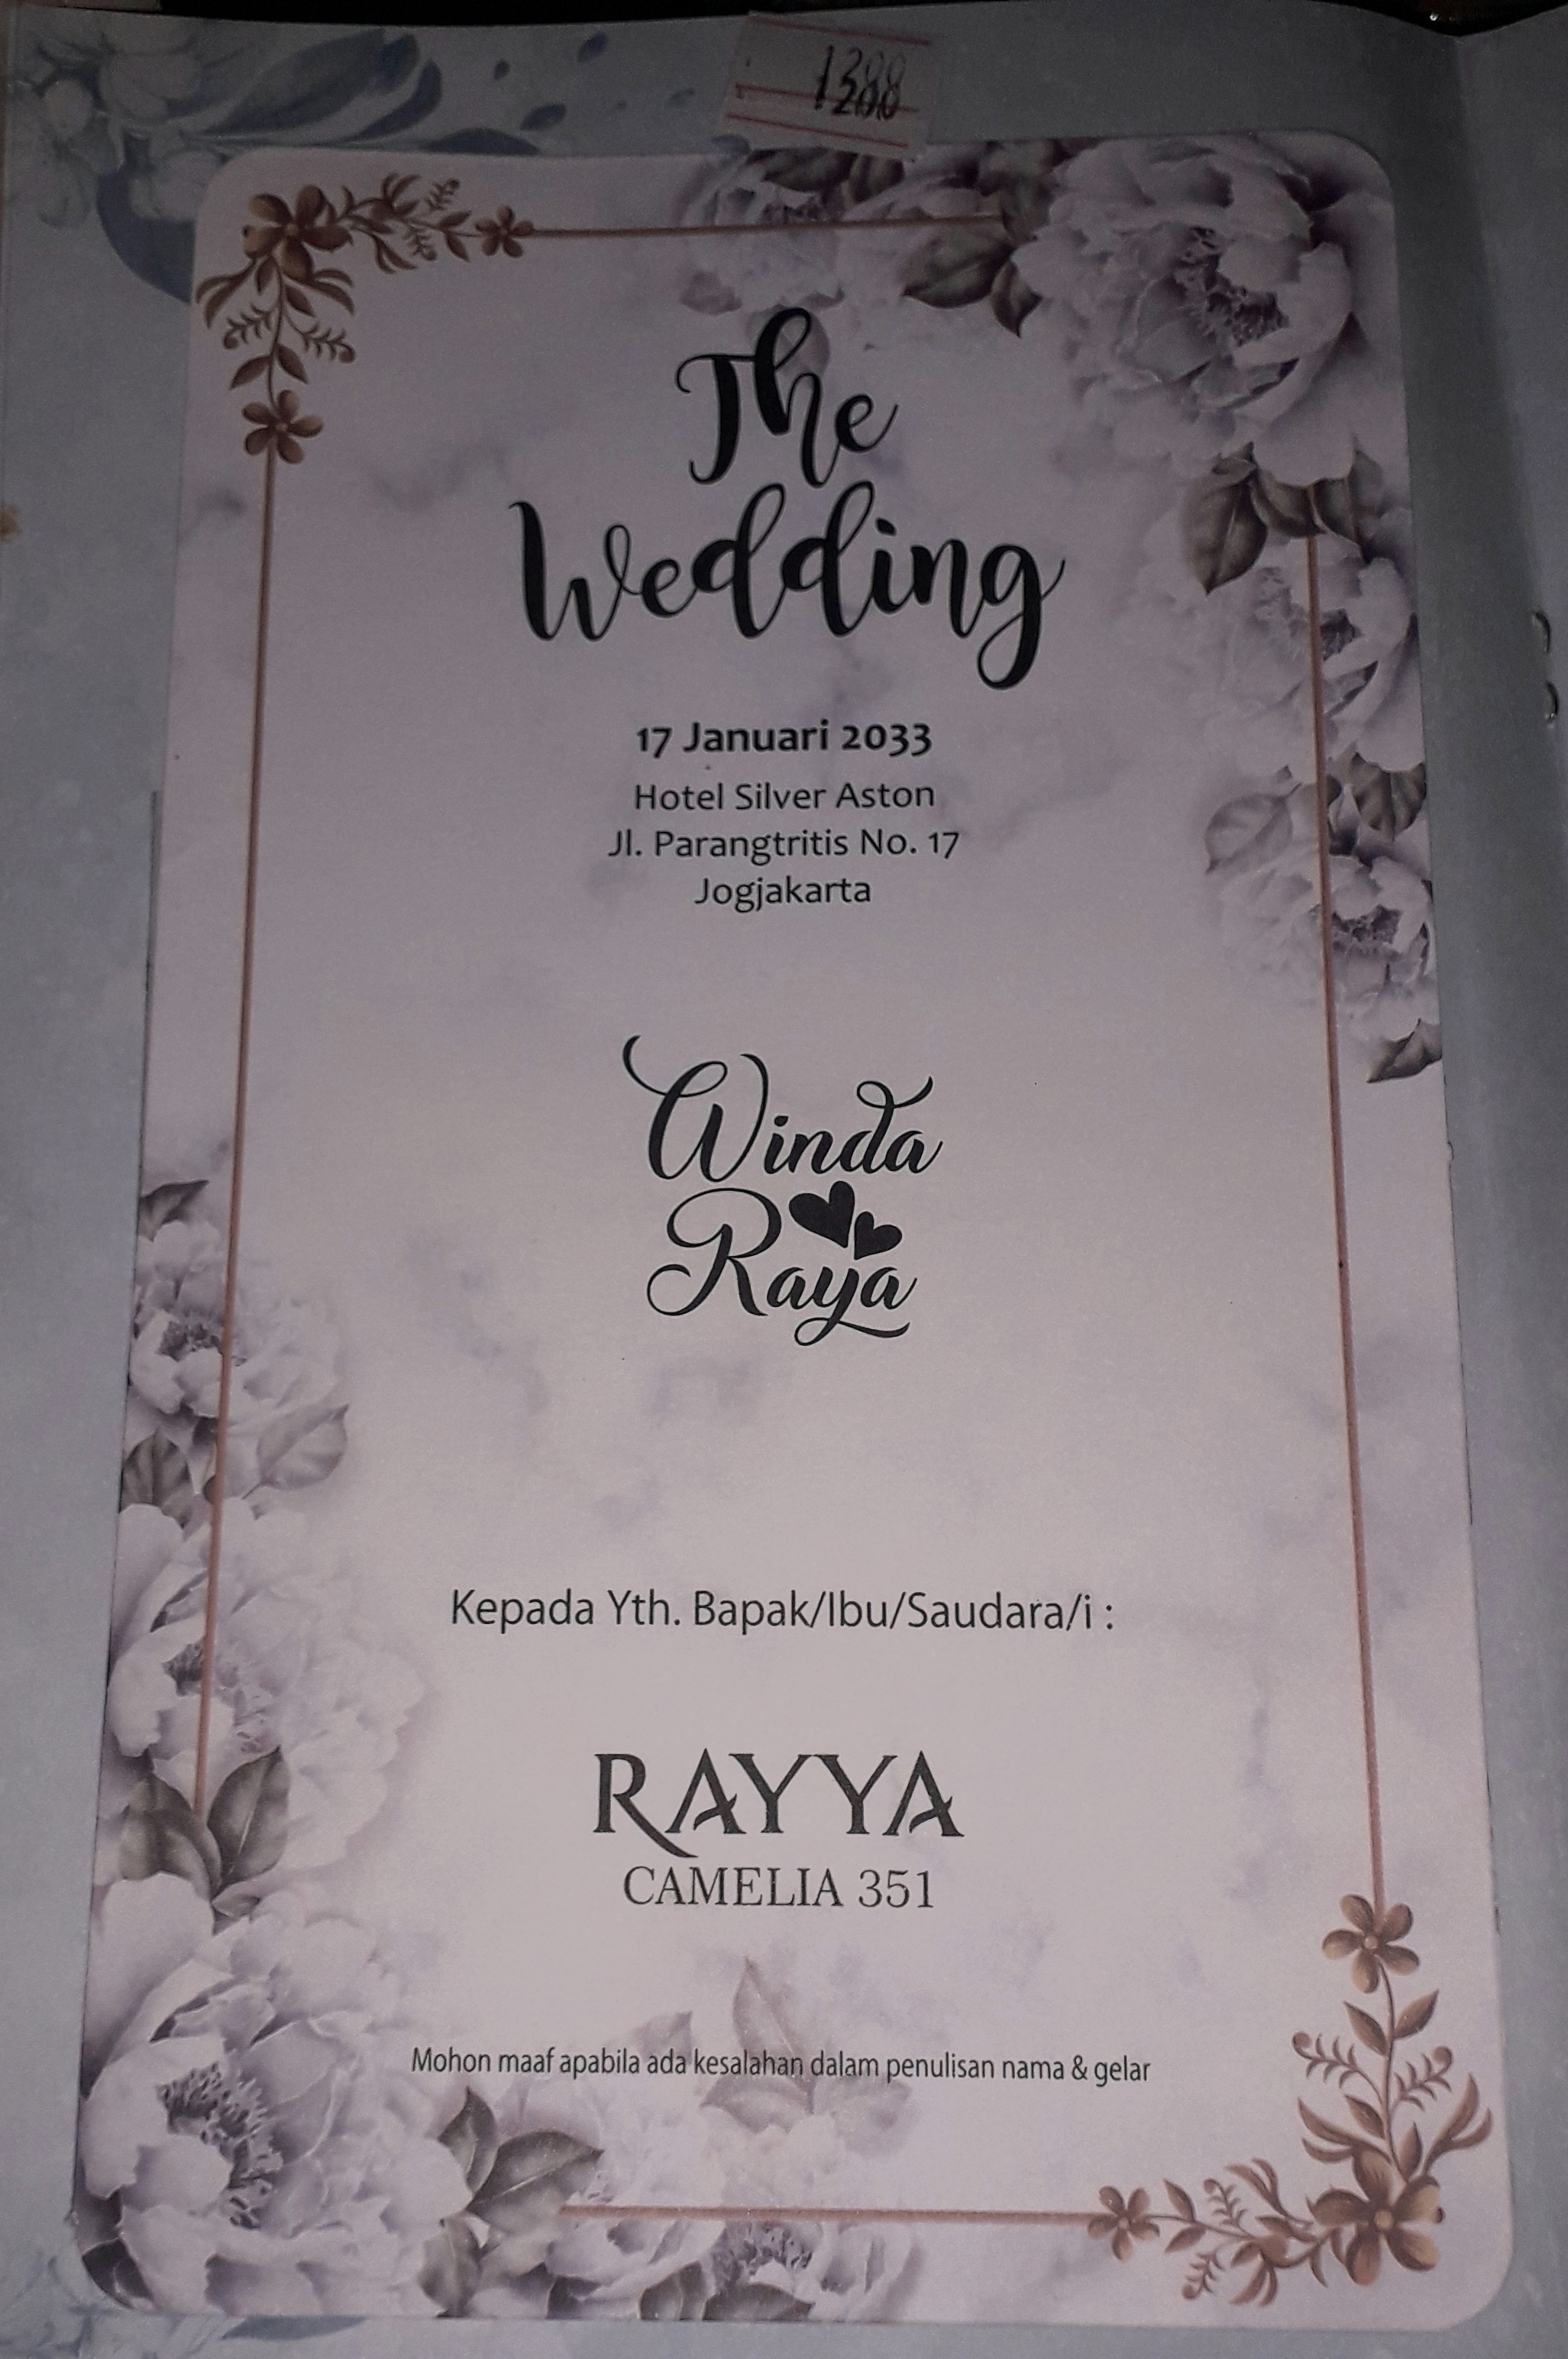 1388
The
Wedding
17 Januari 2033
Hotel Silver Aston
Jl. Parangtritis No. 17
Jogjakarta
Winda
Raya
Kepada Yth. Bapak/Ibu/Saudara/i :
RAYYA
CAMELIA 351
Mohon maaf apabila ada kesalahan dalam penulisan nama & gelar